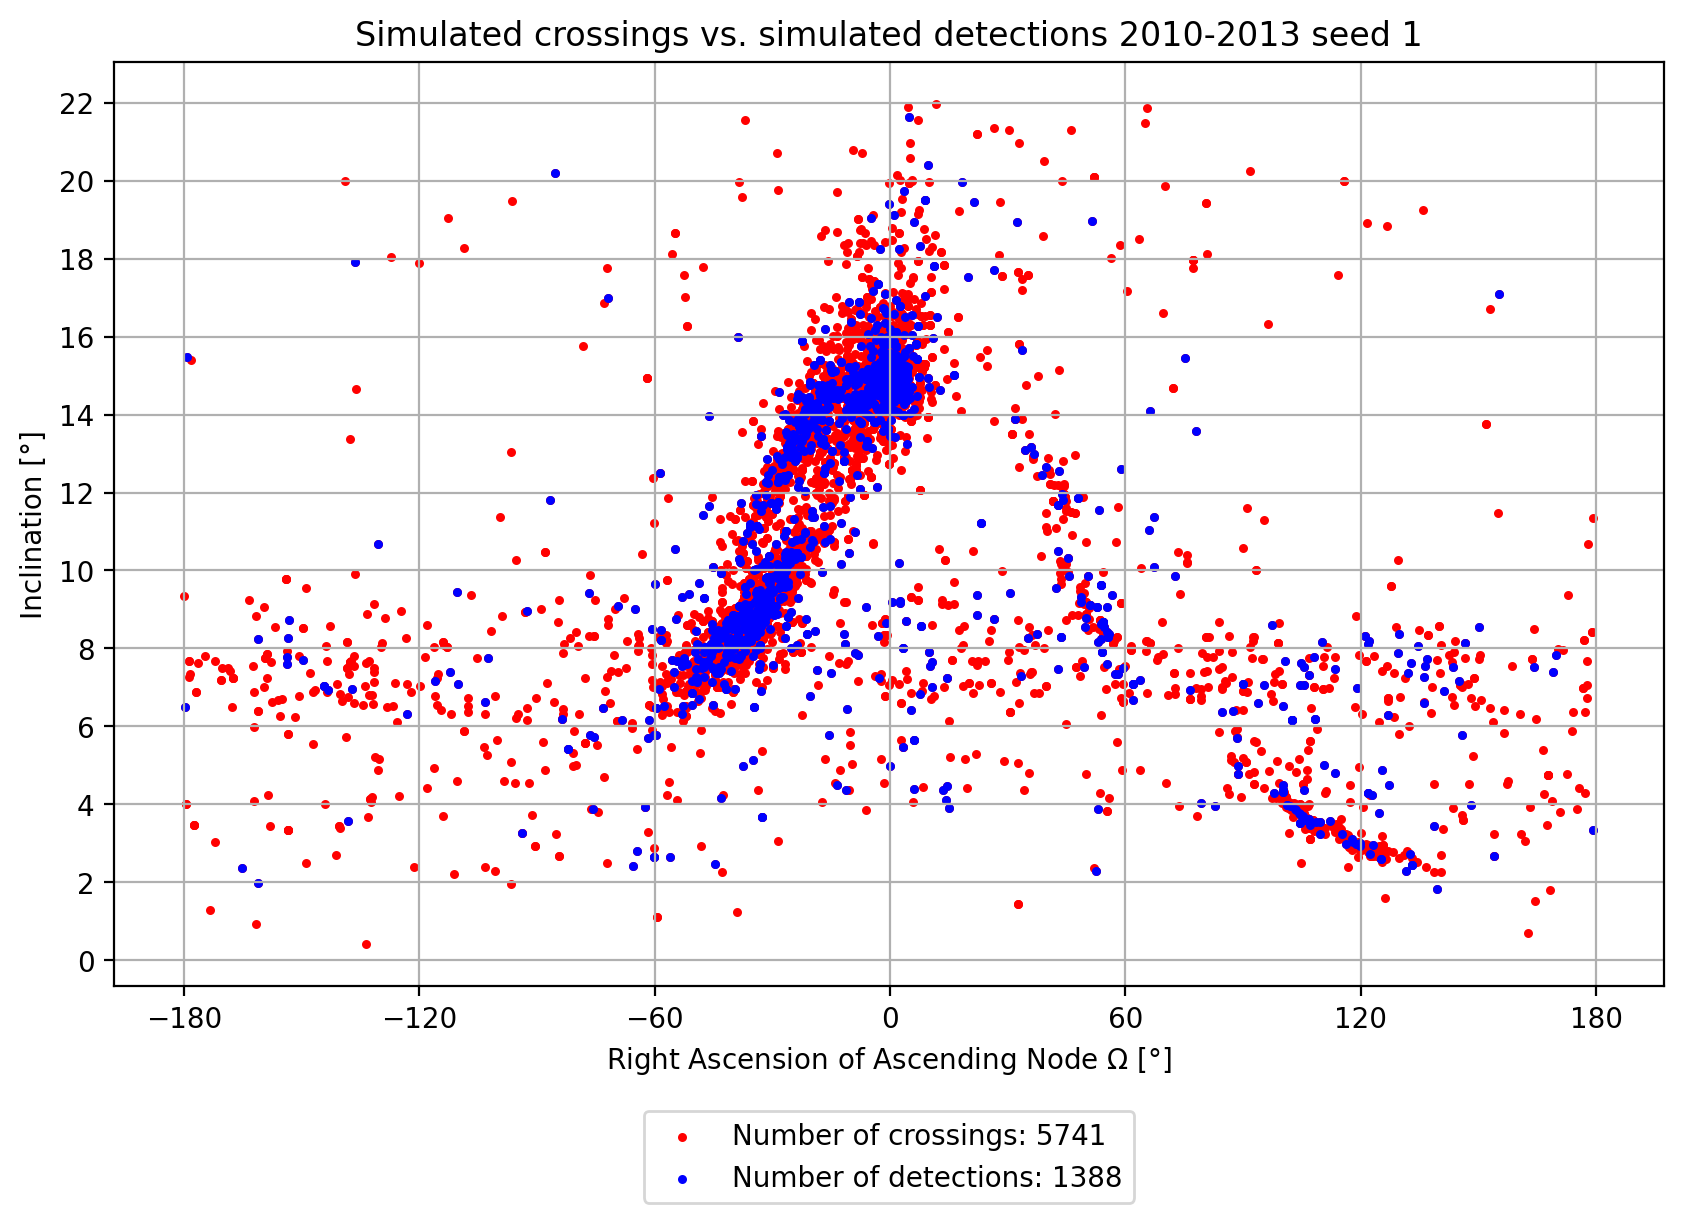 Simulated crossings vs. simulated detections 2010-2013 seed 1
22
20
18
16
14
12
10
8
6
4
2
0
Inclination [°]
−180 −120 −60 0 60 120 180
Right Ascension of Ascending Node Ω [°]
Number of crossings: 5741
Number of detections: 1388